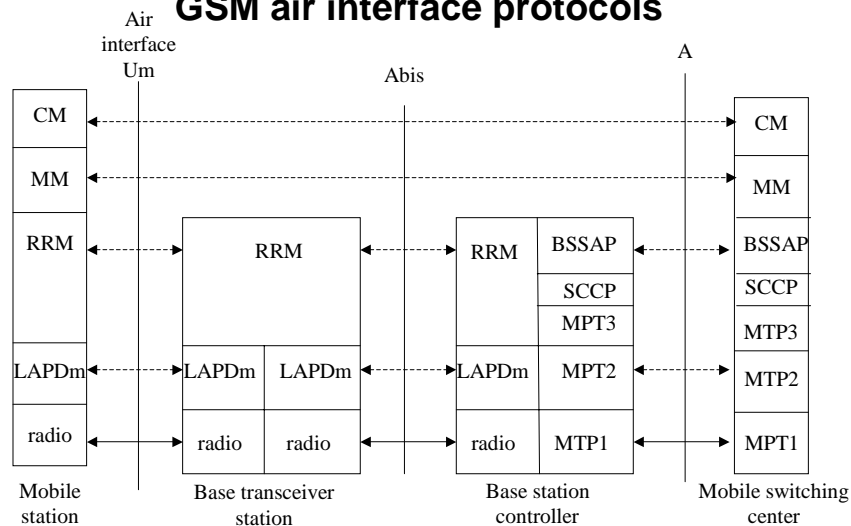 GSM air interface protocols
Air
interface
Um
Abis
A
CM
CM
MM
MM
RRM
RRM
RRM
BSSAP
BSSAP
SCCP
SCCP
MPT3
MTP3
LAPDm
LAPDm
LAPDm
LAPDm
MPT2
MTP2
radio
radio
radio
radio
MTP1
MPT1
Mobile
station
Base transceiver
station
Base station
controller
Mobile switching
center